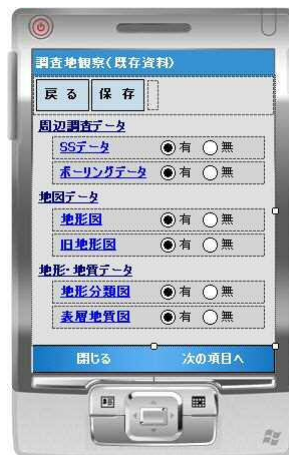 調査地観察(既存資料)
戻る 保存
周辺調査データ
SSデータ 有 無
ボーリングデータ 有 無
地図データ
地形図 有 無
旧地形図 有 無
地形・地質データ
地形分類図 有 無
表層地質図 有 無
閉じる 次の項目へ